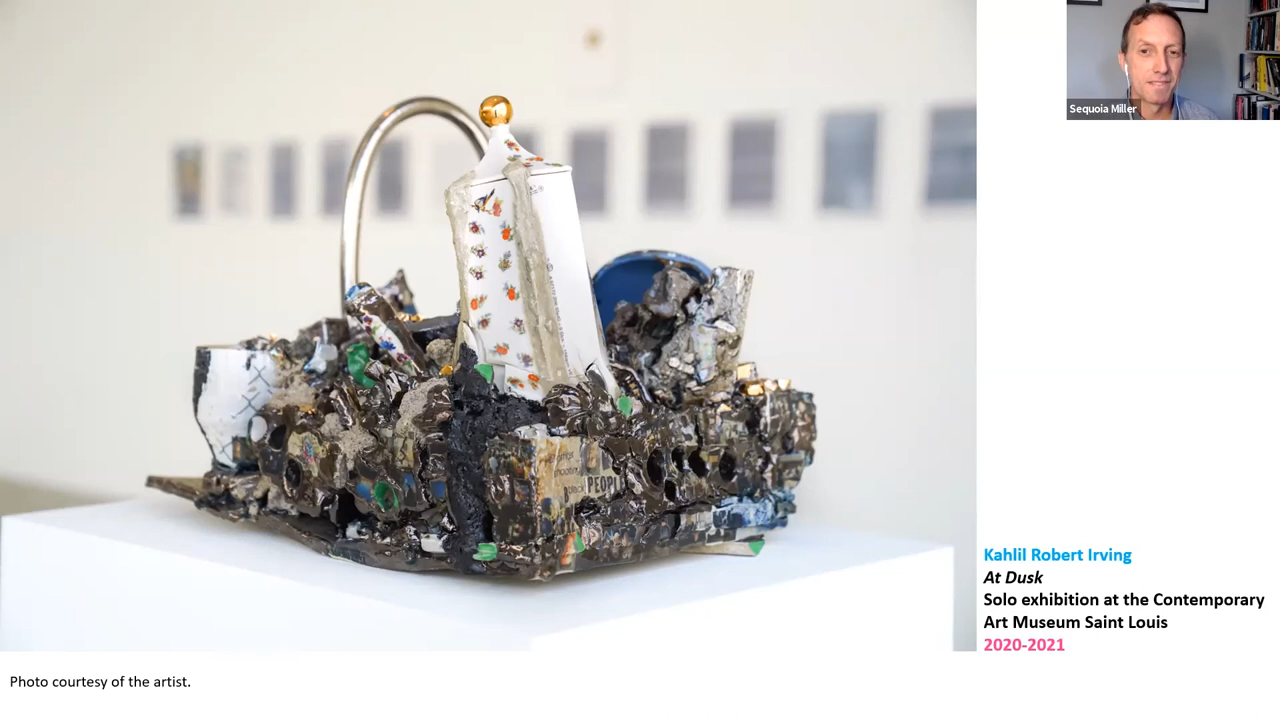 Sequoia Miller
PEOPLE
Kahlil Robert Irving
At Dusk
Solo exhibition at the Contemporary
Art Museum Saint Louis
2020-2021
Photo courtesy of the artist.